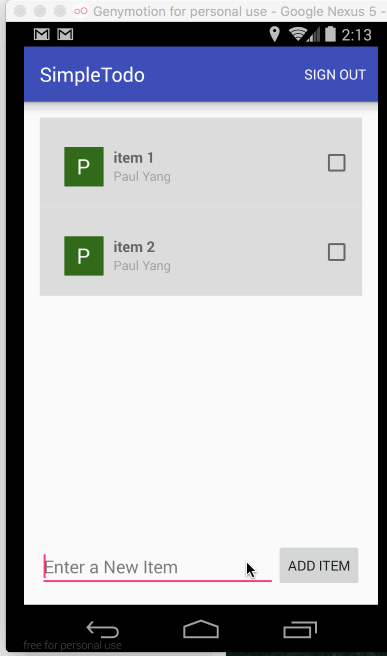 Genymotion for personal use - Google Nexus 5 -
2:13
SimpleTodo
SIGN OUT
P
item 1
Paul Yang
P
item 2
Paul Yang
Enter a New Item
ADD ITEM
free for personal use